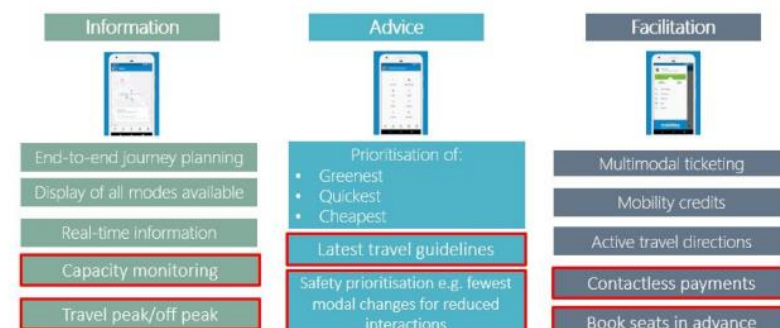 Information
End-to-end journey planning
Display of all modes available
Real-time information
Capacity monitoring
Travel peak/off peak
Advice
Prioritisation of:
• Greenest
• Quickest
• Cheapest
Latest travel guidelines
Safety prioritisation e.g. fewest
modal changes for reduced
interactions
Facilitation
Multimodal ticketing
Mobility credits
Active travel directions
Contactless payments
Book seats in advance